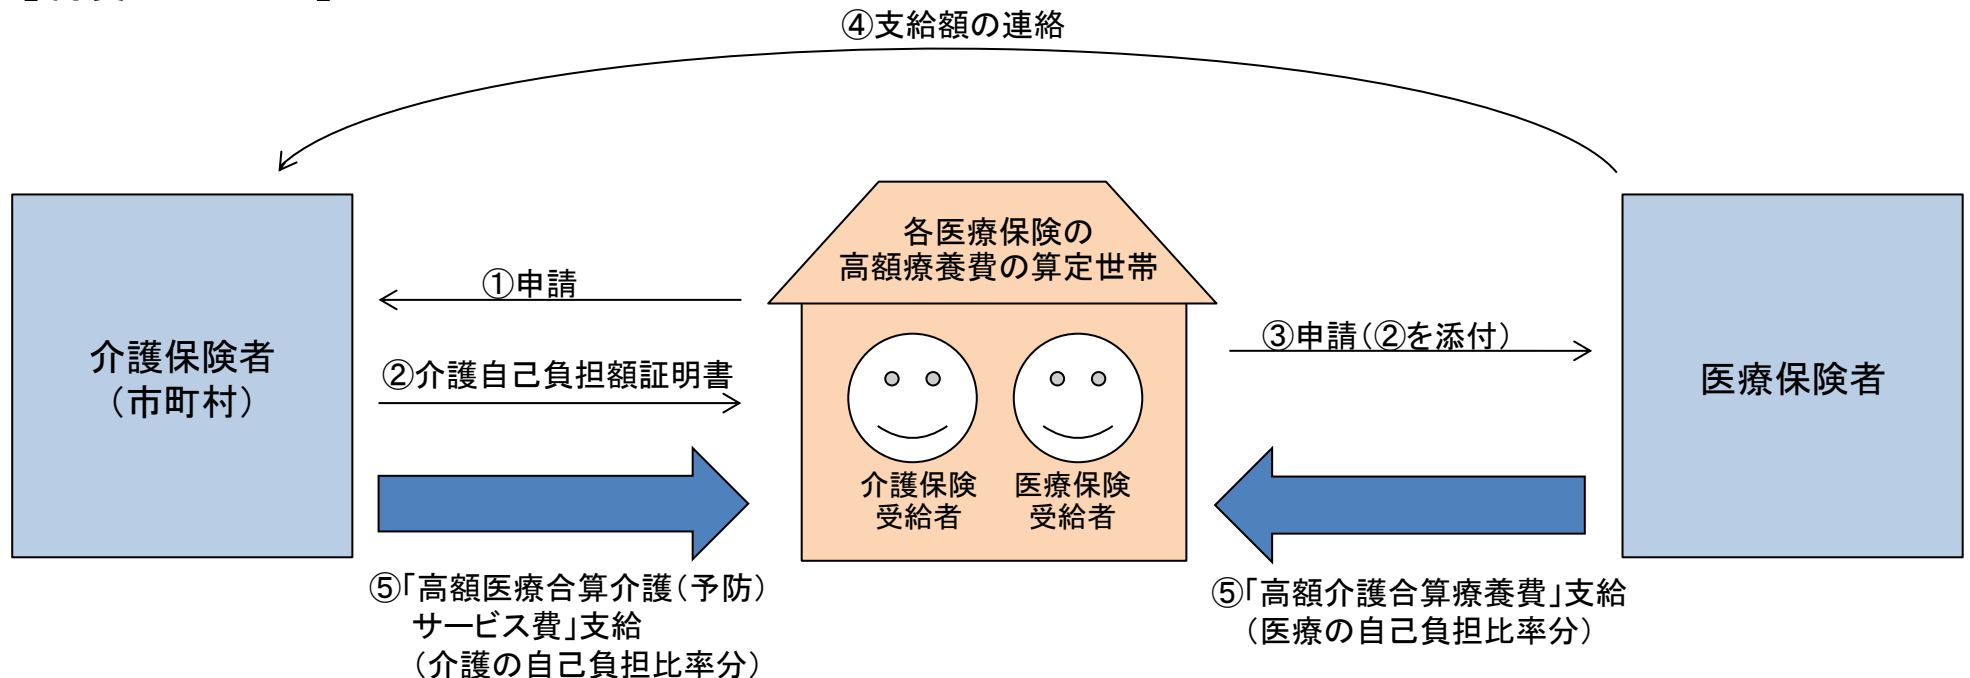 ④支給額の連絡
各医療保険の
高額療養費の算定世帯
①申請
③申請（②を添付）
介護保険者
（市町村）
②介護自己負担額証明書
医療保険者
介護保険
受給者
医療保険
受給者
⑤「高額医療合算介護（予防）
サービス費」支給
（介護の自己負担比率分）
⑤「高額介護合算療養費」支給
（医療の自己負担比率分）